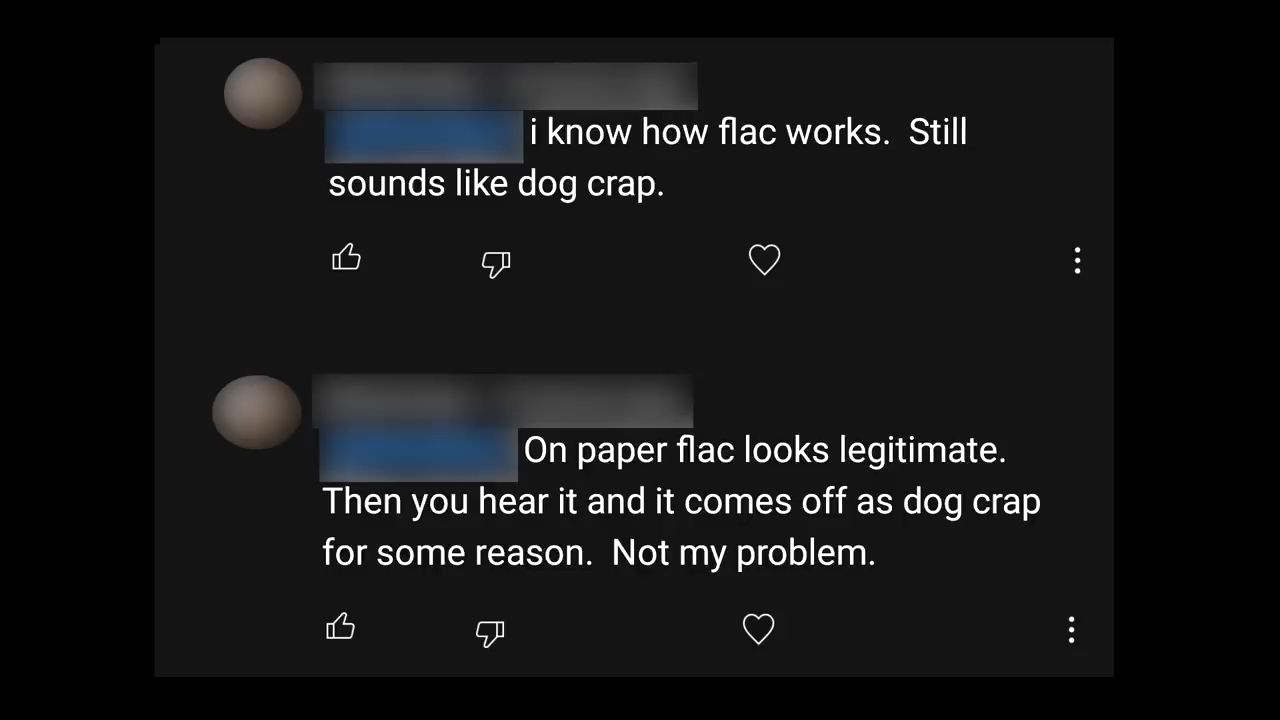 i know how flac works.  Still
sounds like dog crap.
On paper flac looks legitimate.
Then you hear it and it comes off as dog crap
for some reason.  Not my problem.